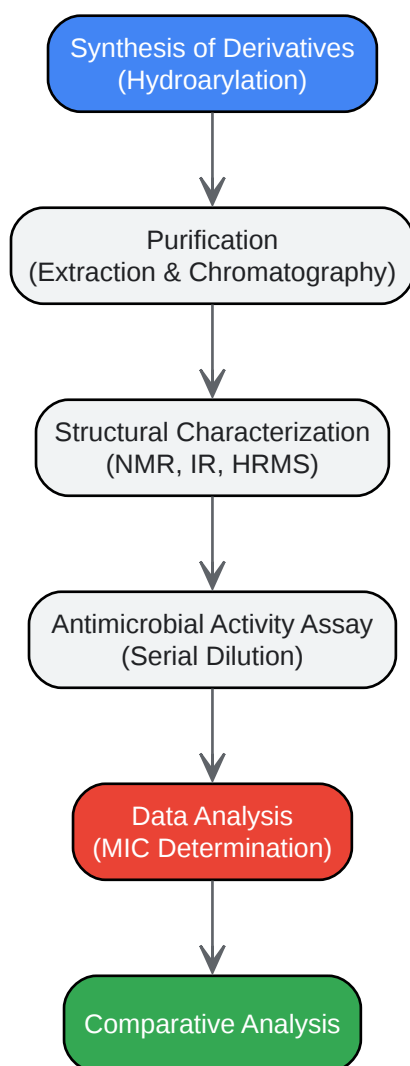 Synthesis of Derivatives
(Hydroarylation)
Purification
(Extraction & Chromatography)
Structural Characterization
(NMR, IR, HRMS)
Antimicrobial Activity Assay
(Serial Dilution)
Data Analysis
(MIC Determination)
Comparative Analysis